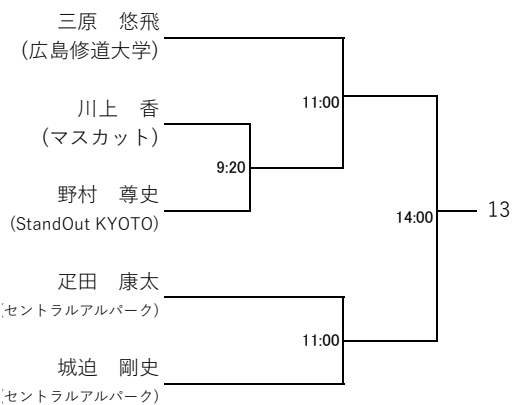 三原　悠飛
(広島修道大学)
11:00
川上　香
(マスカット)
9:20
野村　尊史
(StandOut KYOTO)
14:00
13
疋田　康太
(セントラルアルパーク)
11:00
城迫　剛史
(セントラルアルパーク)